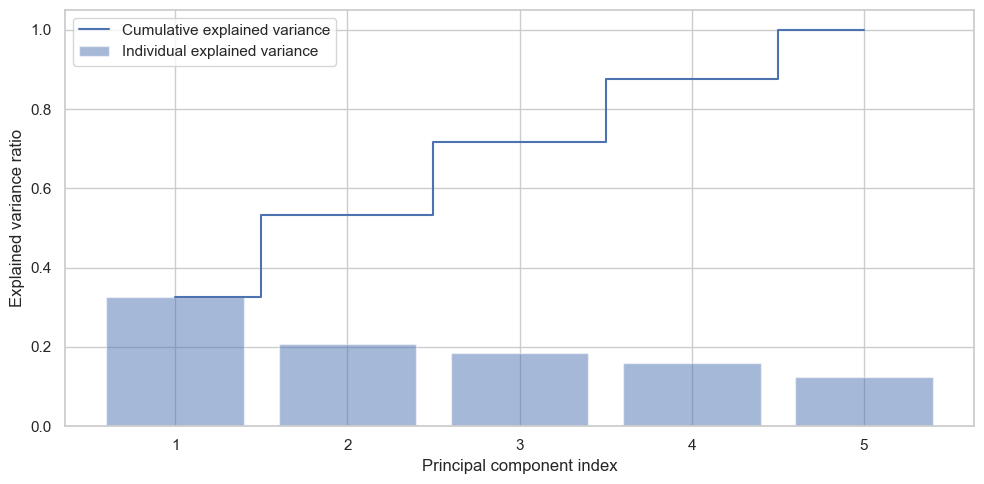 Cumulative explained variance
Individual explained variance
1.0
0.8
0.6
0.4
0.2
0.0
Explained variance ratio
1 2 3 4 5
Principal component index